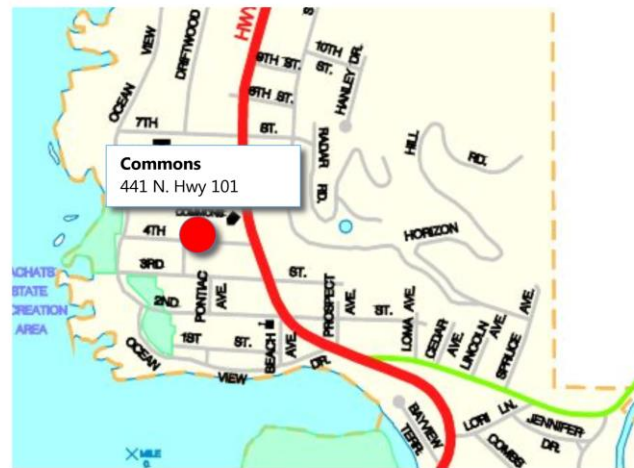 OCEAN
VIEW
DRIFTWOOD
HWY
9TH ST.
10TH ST.
HANLEY DR.
8TH ST.
7TH
ST.
RADAR
RD.
HILL
RD.
Commons
441 N. Hwy 101
COMMONS
4TH
HORIZON
3RD
ST.
ACHATS
STATE
CREATION
AREA
2ND
PONTIAC
AVE.
PROSPECT
AVE.
ST.
LOMA AVE.
CEDAR
AVE.
LINCOLN
AVE.
SPRUCE
AVE.
1ST
ST.
BEACH
AVE.
OCEAN
VIEW
DR.
BAYVIEW
TERR.
LORI LN.
JENNIFER
DR.
COMBS
MILE
0.